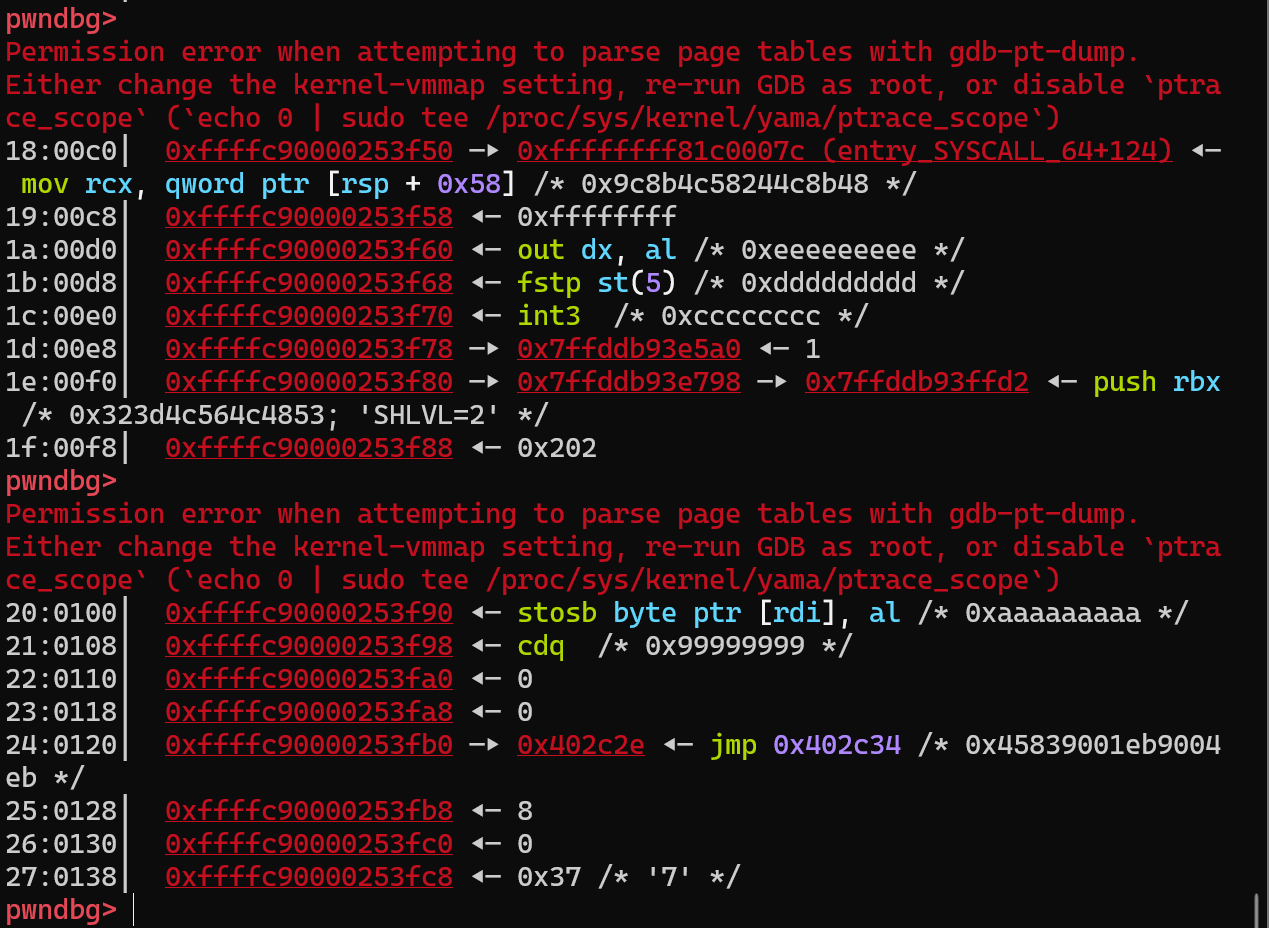 pwndbg>
Permission error when attempting to parse page tables with gdb-pt-dump.
Either change the kernel-vmmap setting, re-run GDB as root, or disable `ptra
ce_scope` (`echo 0 | sudo tee /proc/sys/kernel/yama/ptrace_scope`)
18:00c0│  0xffffc90000253f50 —▸ 0xffffffff81c0007c (entry_SYSCALL_64+124) ◂—
 mov rcx, qword ptr [rsp + 0x58] /* 0x9c8b4c58244c8b48 */
19:00c8│  0xffffc90000253f58 ◂— 0xffffffff
1a:00d0│  0xffffc90000253f60 ◂— out dx, al /* 0xeeeeeeeee */
1b:00d8│  0xffffc90000253f68 ◂— fstp st(5) /* 0xddddddddd */
1c:00e0│  0xffffc90000253f70 ◂— int3  /* 0xcccccccc */
1d:00e8│  0xffffc90000253f78 —▸ 0x7ffddb93e5a0 ◂— 1
1e:00f0│  0xffffc90000253f80 —▸ 0x7ffddb93e798 —▸ 0x7ffddb93ffd2 ◂— push rbx
 /* 0x323d4c564c4853; 'SHLVL=2' */
1f:00f8│  0xffffc90000253f88 ◂— 0x202
pwndbg>
Permission error when attempting to parse page tables with gdb-pt-dump.
Either change the kernel-vmmap setting, re-run GDB as root, or disable `ptra
ce_scope` (`echo 0 | sudo tee /proc/sys/kernel/yama/ptrace_scope`)
20:0100│  0xffffc90000253f90 ◂— stosb byte ptr [rdi], al /* 0xaaaaaaaaa */
21:0108│  0xffffc90000253f98 ◂— cdq  /* 0x99999999 */
22:0110│  0xffffc90000253fa0 ◂— 0
23:0118│  0xffffc90000253fa8 ◂— 0
24:0120│  0xffffc90000253fb0 —▸ 0x402c2e ◂— jmp 0x402c34 /* 0x45839001eb9004
eb */
25:0128│  0xffffc90000253fb8 ◂— 8
26:0130│  0xffffc90000253fc0 ◂— 0
27:0138│  0xffffc90000253fc8 ◂— 0x37 /* '7' */
pwndbg>